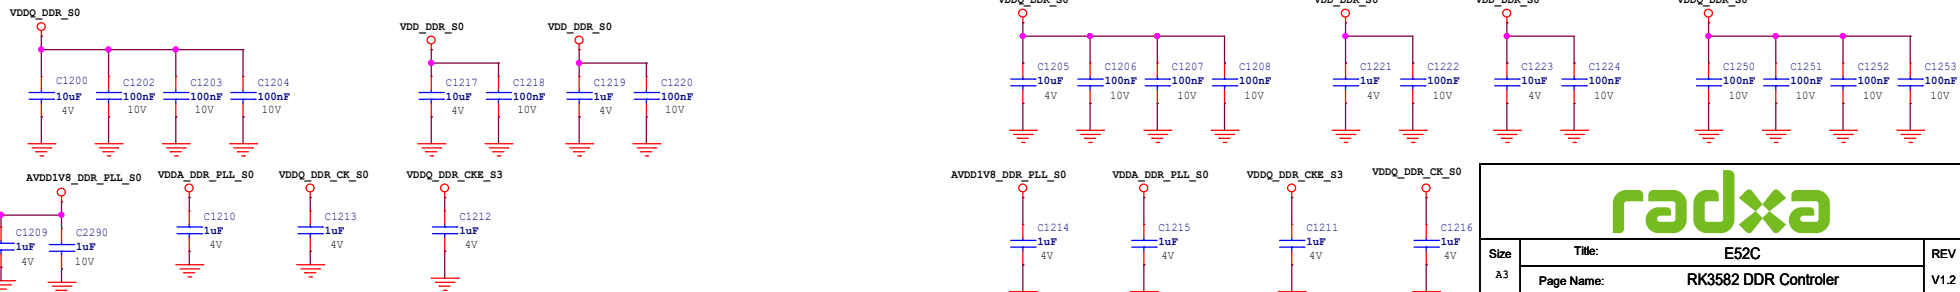 VDDQ_DDR_S0
C1200
10uF
4V
C1202
100nF
10V
C1203
100nF
10V
C1204
100nF
10V
VDD_DDR_S0
C1217
10uF
4V
C1218
100nF
10V
VDD_DDR_S0
C1219
1uF
4V
C1220
100nF
10V
VDDQ_DDR_S0
C1205
10uF
4V
C1206
100nF
10V
C1207
100nF
10V
C1208
100nF
10V
VDD_DDR_S0
C1221
1uF
4V
C1222
100nF
10V
VDD_DDR_S0
C1223
10uF
4V
C1224
100nF
10V
VDDQ_DDR_S0
C1250
100nF
10V
C1251
100nF
10V
C1252
100nF
10V
C1253
100nF
10V
AVDD1V8_DDR_PLL_S0
C1209
1uF
4V
C2290
1uF
10V
VDDA_DDR_PLL_S0
C1210
1uF
4V
VDDQ_DDR_CK_S0
C1213
1uF
4V
VDDQ_DDR_CKE_S3
C1212
1uF
4V
AVDD1V8_DDR_PLL_S0
C1214
1uF
4V
VDDA_DDR_PLL_S0
C1215
1uF
4V
VDDQ_DDR_CKE_S3
C1211
1uF
4V
VDDQ_DDR_CK_S0
C1216
1uF
4V
radxa
Size
A3
Title: E52C
Page Name: RK3582 DDR Controler
REV
V1.2